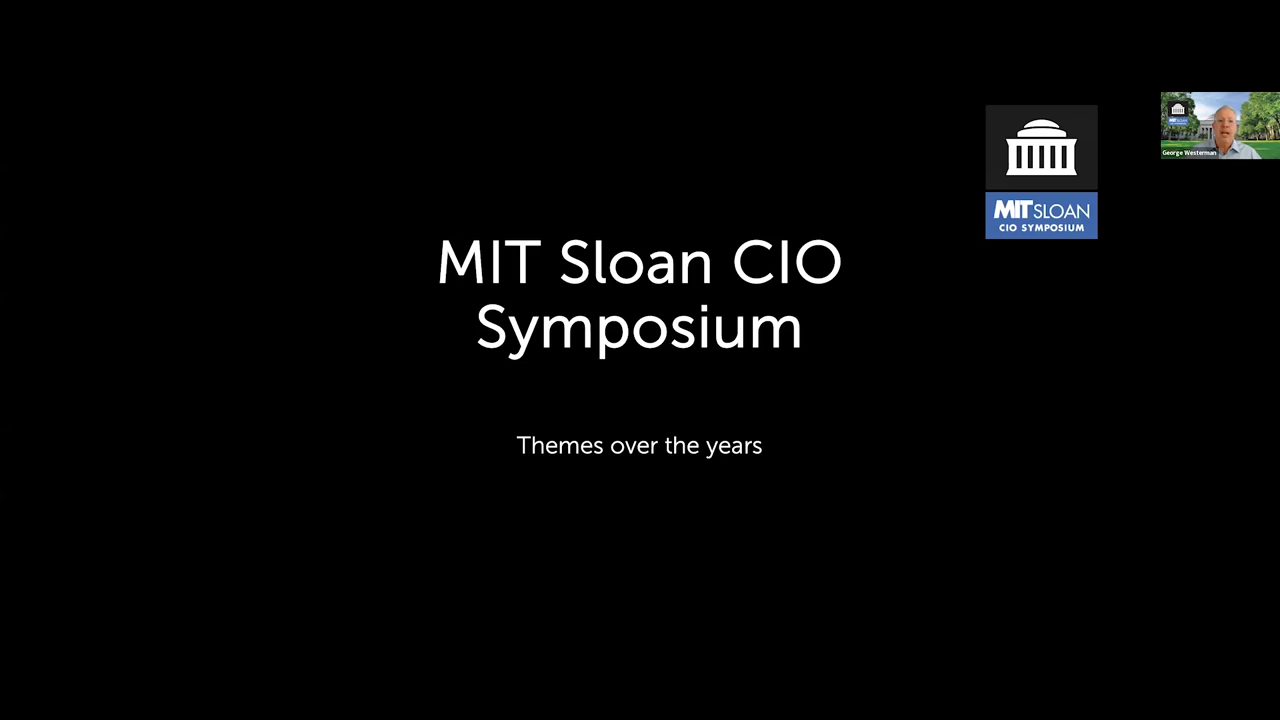 MIT Sloan CIO
Symposium
Themes over the years
MIT SLOAN
CIO SYMPOSIUM
George Westerman